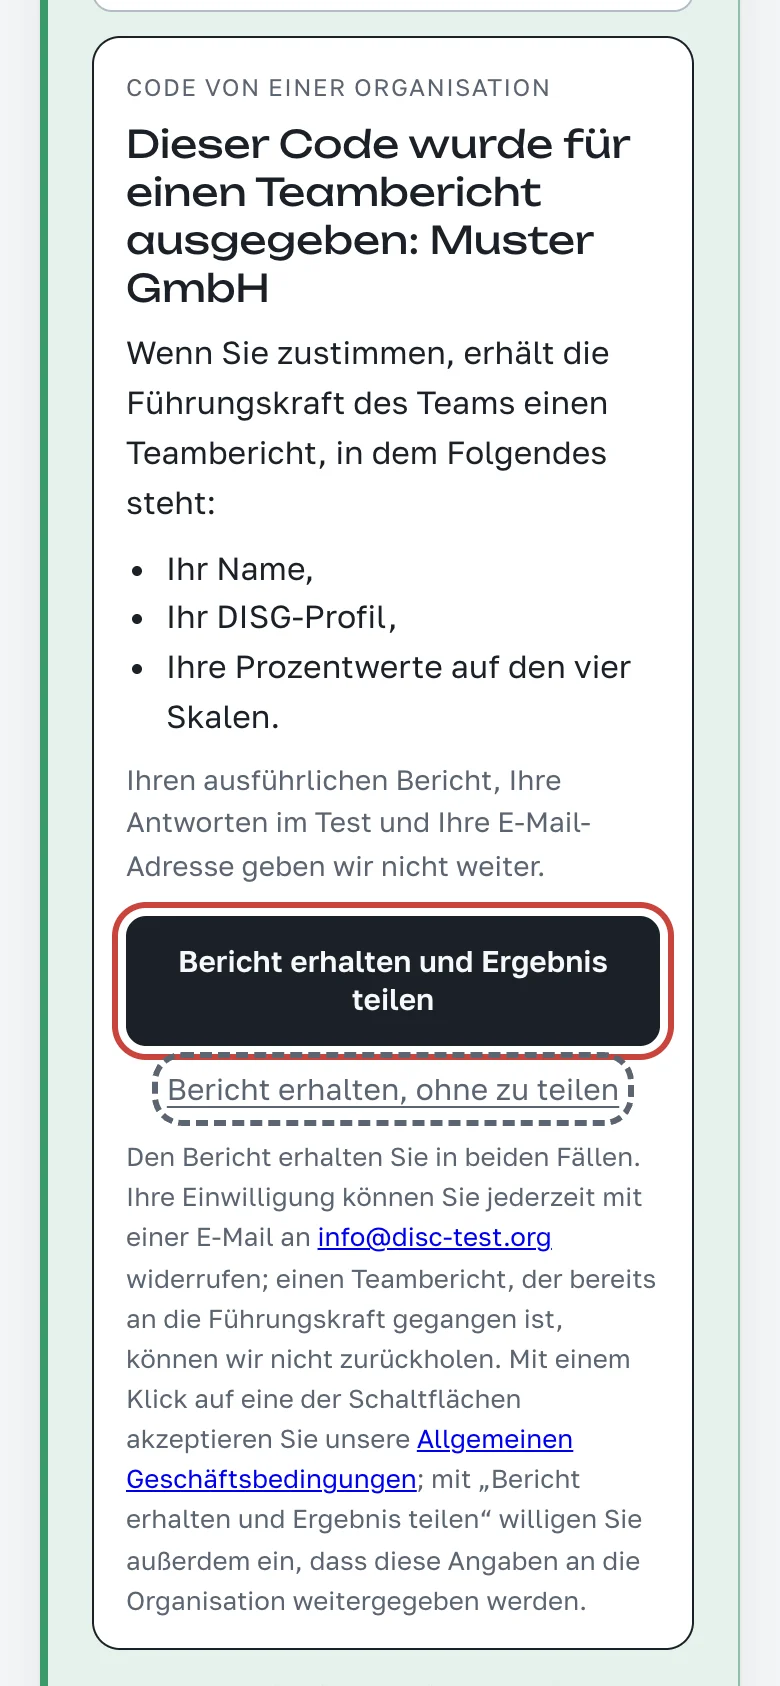 CODE VON EINER ORGANISATION
Dieser Code wurde für
einen Teambericht
ausgegeben: Muster
GmbH
Wenn Sie zustimmen, erhält die
Führungskraft des Teams einen
Teambericht, in dem Folgendes
steht:
• Ihr Name,
• Ihr DISG-Profil,
• Ihre Prozentwerte auf den vier
Skalen.
Ihren ausführlichen Bericht, Ihre
Antworten im Test und Ihre E-Mail-
Adresse geben wir nicht weiter.
Bericht erhalten und Ergebnis
teilen
Bericht erhalten, ohne zu teilen
Den Bericht erhalten Sie in beiden Fällen.
Ihre Einwilligung können Sie jederzeit mit
einer E-Mail an info@disc-test.org
widerrufen; einen Teambericht, der bereits
an die Führungskraft gegangen ist,
können wir nicht zurückholen. Mit einem
Klick auf eine der Schaltflächen
akzeptieren Sie unsere Allgemeinen
Geschäftsbedingungen; mit „Bericht
erhalten und Ergebnis teilen“ willigen Sie
außerdem ein, dass diese Angaben an die
Organisation weitergegeben werden.